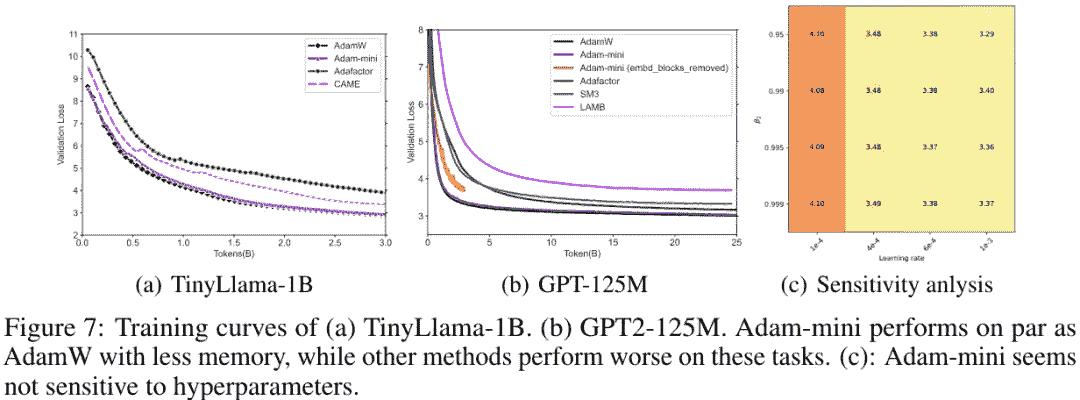 11
10
9
8
7
6
5
4
3
2
Validation Loss
0.0 0.5 1.0 1.5 2.0 2.5 3.0
Tokens(B)
AdamW
Adam-mini
Adafactor
CAME
(a) TinyLlama-1B
8
7
6
5
4
3
Validation Loss
0 5 10 15 20 25
Token(B)
AdamW
Adam-mini
Adam-mini (embd_blocks_removed)
Adafactor
SM3
LAMB
(b) GPT-125M
β₂
0.95 4.10 3.48 3.38 3.29
0.99 4.08 3.48 3.38 3.40
0.995 4.09 3.48 3.37 3.36
0.999 4.10 3.49 3.38 3.37
1e-4 4e-4 6e-4 1e-3
Learning rate
(c) Sensitivity anlysis
Figure 7: Training curves of (a) TinyLlama-1B. (b) GPT2-125M. Adam-mini performs on par as
AdamW with less memory, while other methods perform worse on these tasks. (c): Adam-mini seems
not sensitive to hyperparameters.